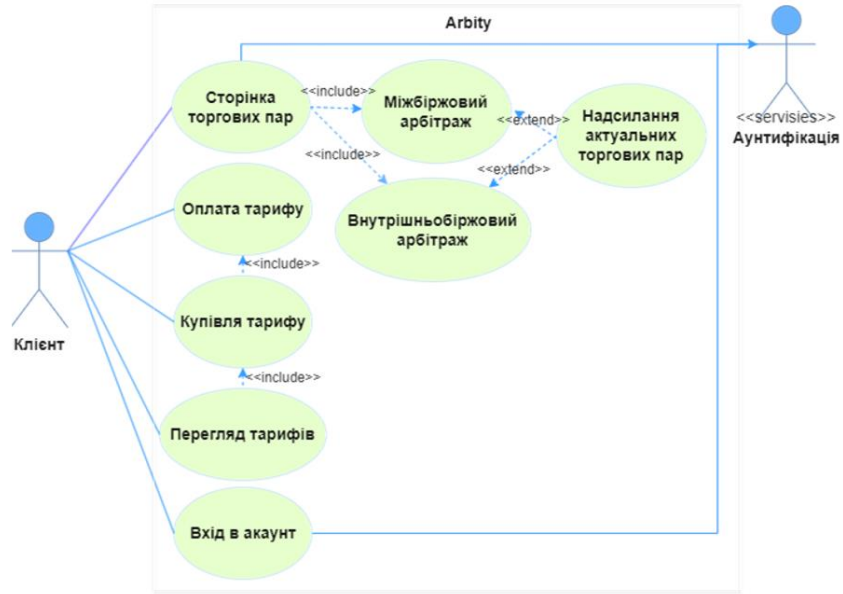 Arbity
Сторінка
торгових пар
<<include>>
Міжбіржовий
арбітраж
<<extend>>
Надсилання
актуальних
торгових пар
<<servisies>>
Аунтифікація
<<include>>
<<extend>>
Оплата тарифу
Внутрішньобіржовий
арбітраж
<<include>>
Купівля тарифу
Клієнт
<<include>>
Перегляд тарифів
Вхід в акаунт